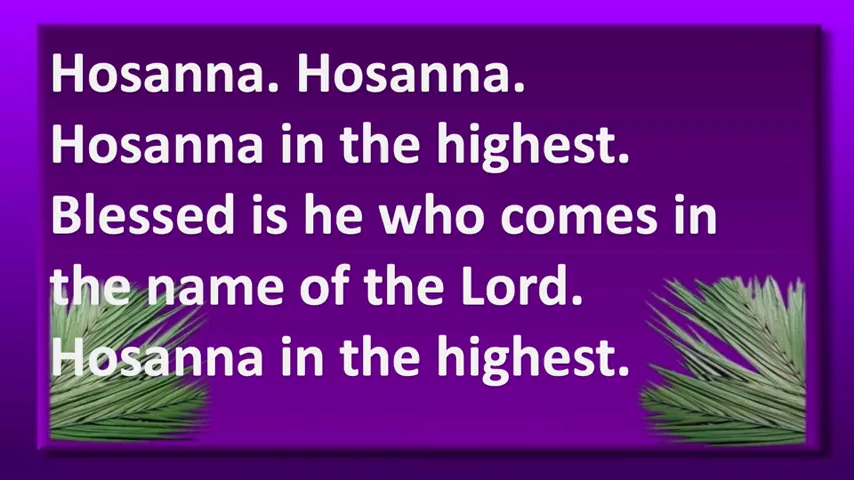 Hosanna. Hosanna.
Hosanna in the highest.
Blessed is he who comes in
the name of the Lord.
Hosanna in the highest.